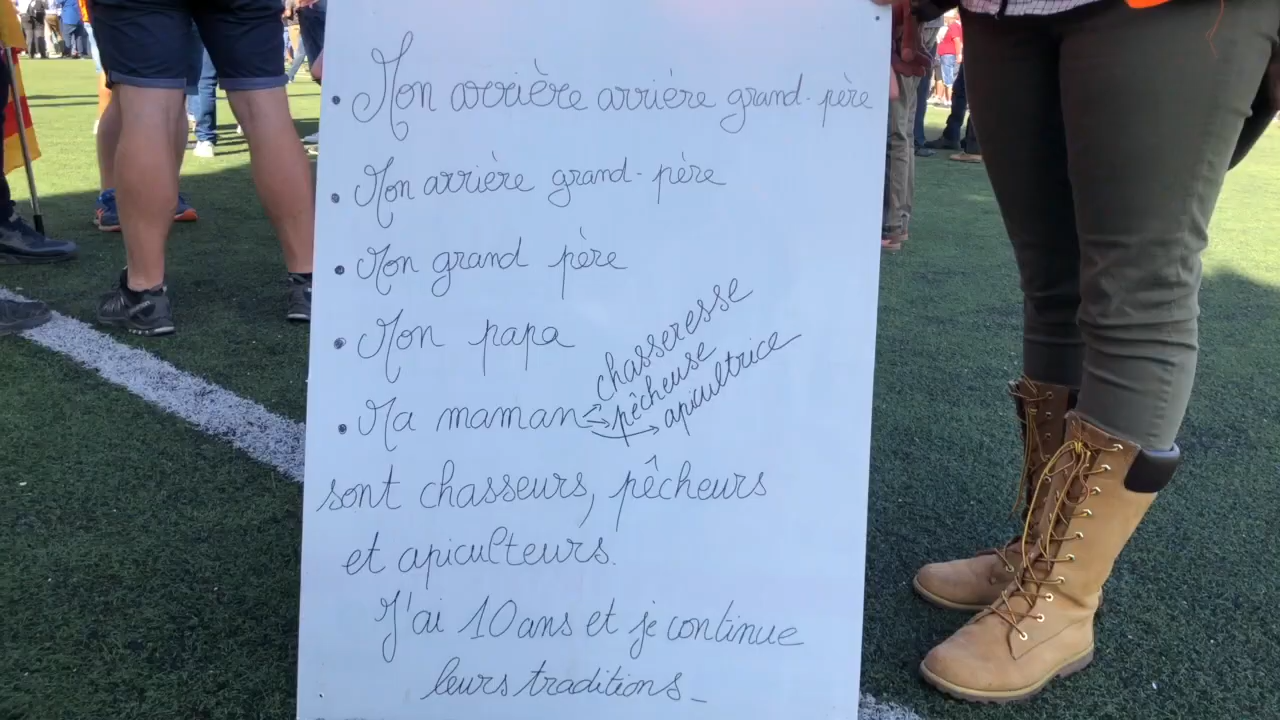 • Mon arrière arrière grand-père
• Mon arrière grand-père
• Mon grand père
• Mon papa
• Ma maman
chasseresse
pêcheuse
apicultrice
sont chasseurs, pêcheurs
et apiculteurs.
J'ai 10 ans et je continue
leurs traditions_